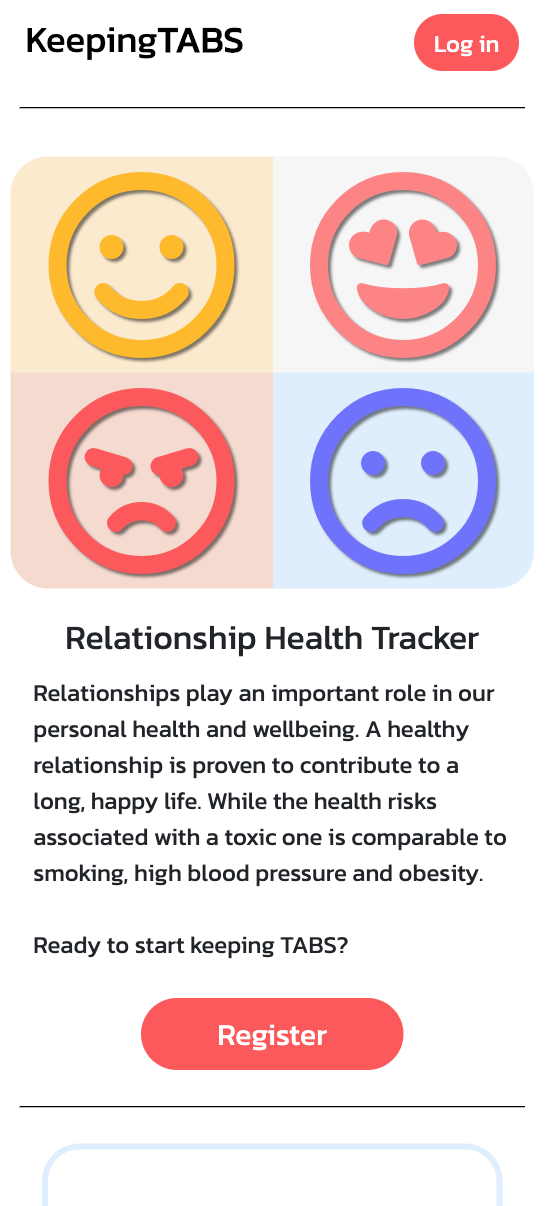 KeepingTABS
Log in
Relationship Health Tracker
Relationships play an important role in our
personal health and wellbeing. A healthy
relationship is proven to contribute to a
long, happy life. While the health risks
associated with a toxic one is comparable to
smoking, high blood pressure and obesity.
Ready to start keeping TABS?
Register